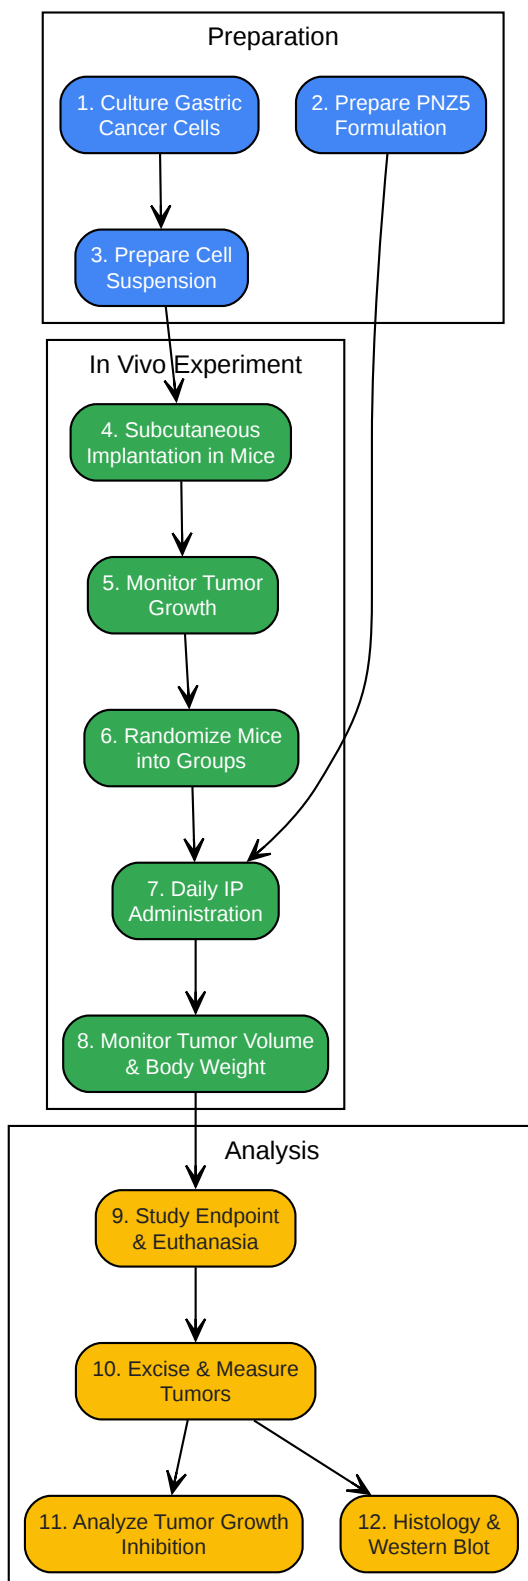 Preparation
1. Culture Gastric
Cancer Cells
2. Prepare PNZ5
Formulation
3. Prepare Cell
Suspension
In Vivo Experiment
4. Subcutaneous
Implantation in Mice
5. Monitor Tumor
Growth
6. Randomize Mice
into Groups
7. Daily IP
Administration
8. Monitor Tumor Volume
& Body Weight
Analysis
9. Study Endpoint
& Euthanasia
10. Excise & Measure
Tumors
11. Analyze Tumor Growth
Inhibition
12. Histology &
Western Blot